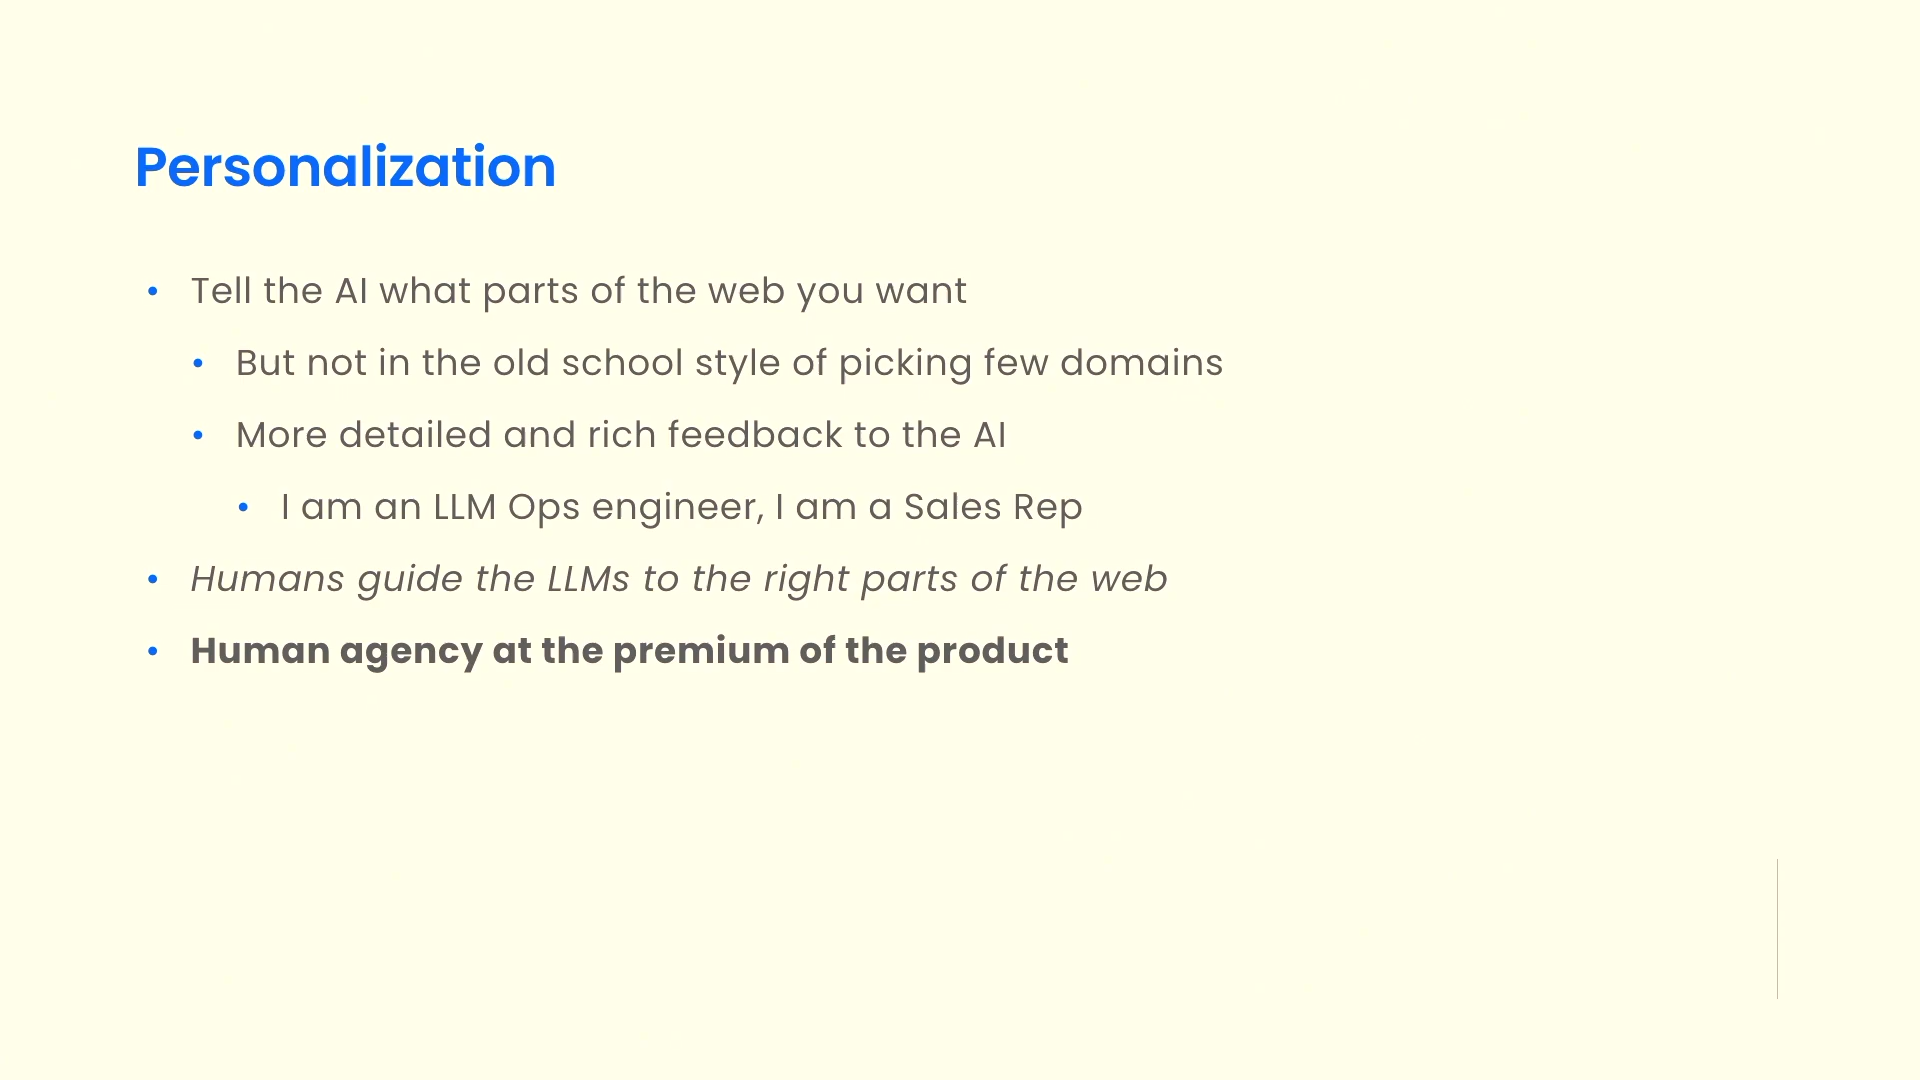 Personalization
• Tell the AI what parts of the web you want
• But not in the old school style of picking few domains
• More detailed and rich feedback to the AI
• I am an LLM Ops engineer, I am a Sales Rep
• Humans guide the LLMs to the right parts of the web
• Human agency at the premium of the product